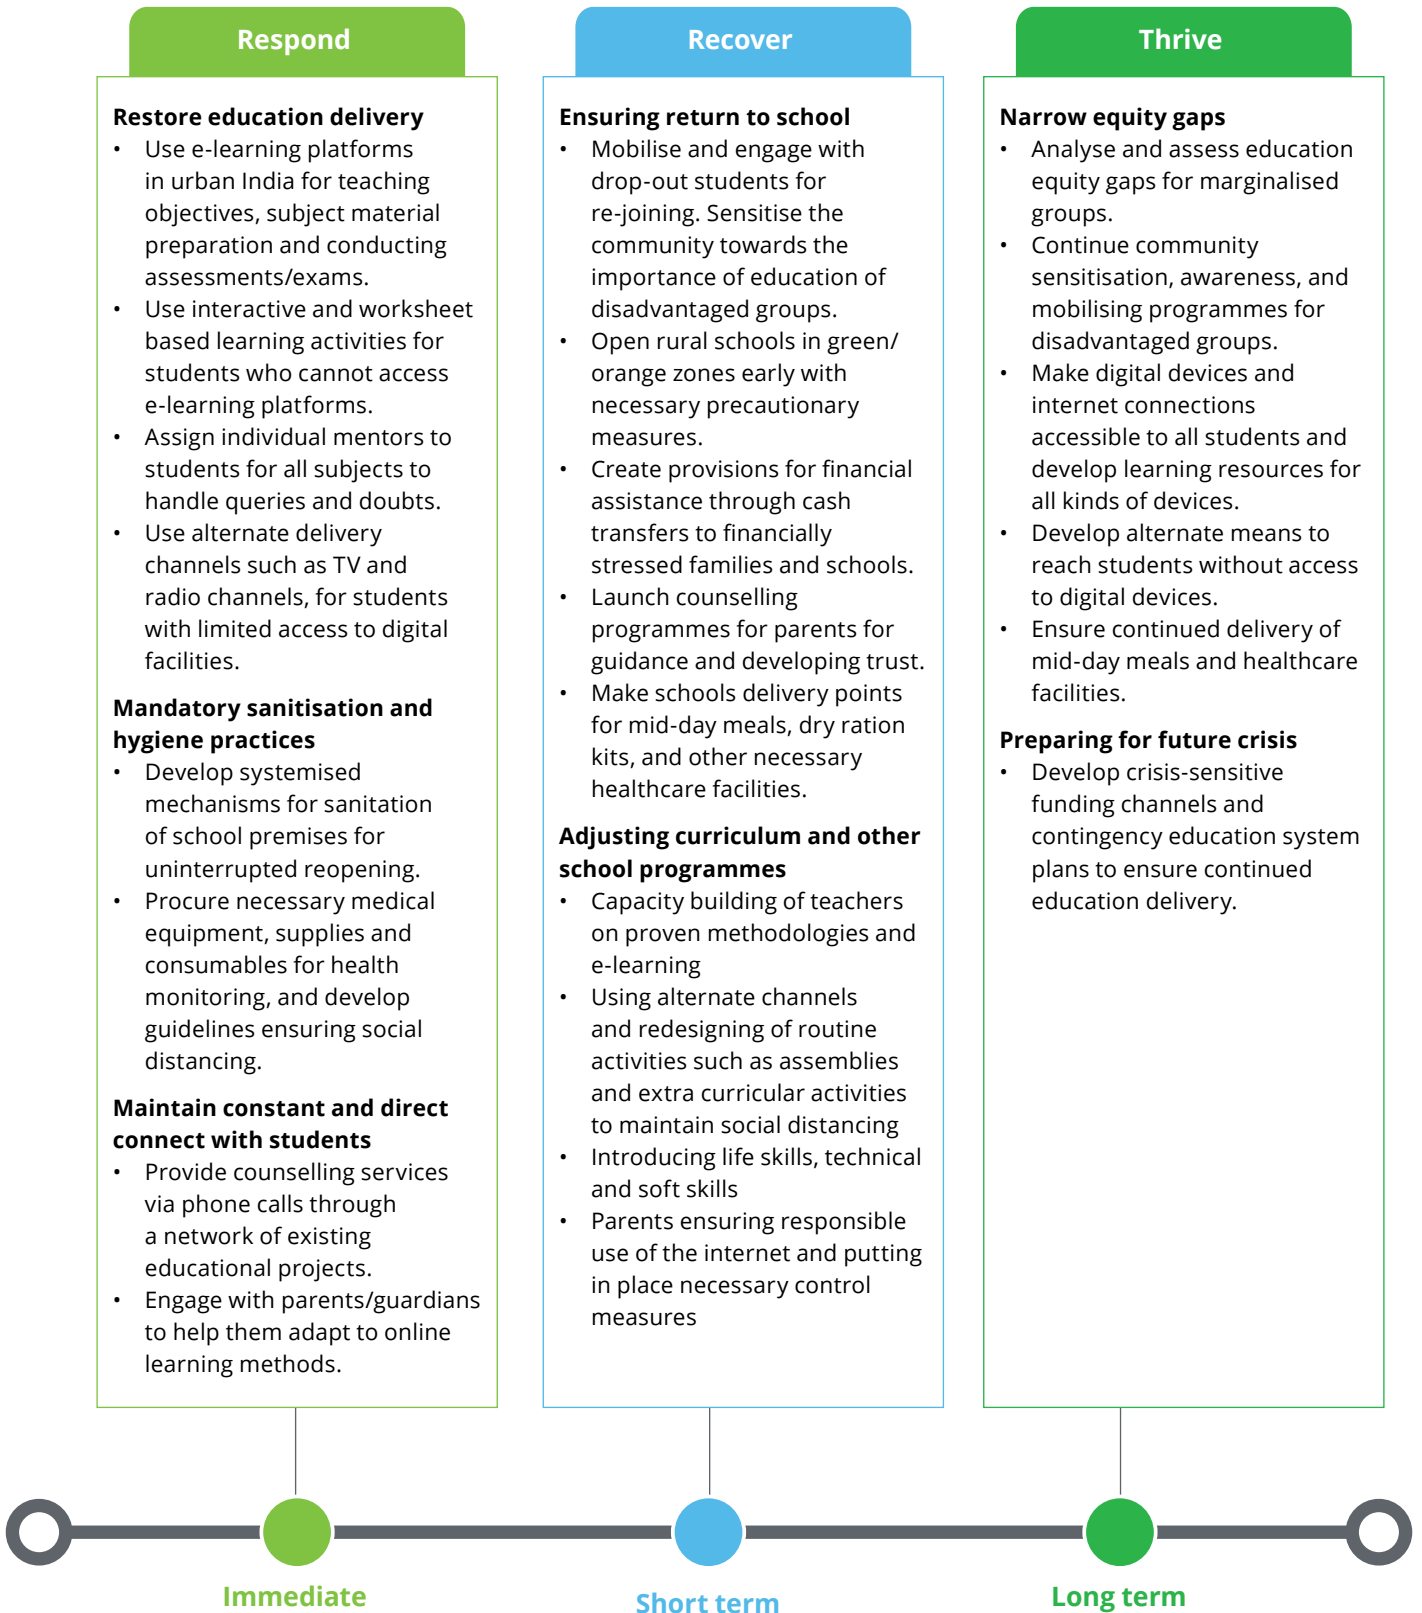 Respond
Restore education delivery
• Use e-learning platforms
in urban India for teaching
objectives, subject material
preparation and conducting
assessments/exams.
• Use interactive and worksheet
based learning activities for
students who cannot access
e-learning platforms.
• Assign individual mentors to
students for all subjects to
handle queries and doubts.
• Use alternate delivery
channels such as TV and
radio channels, for students
with limited access to digital
facilities.
Mandatory sanitisation and
hygiene practices
• Develop systemised
mechanisms for sanitation
of school premises for
uninterrupted reopening.
• Procure necessary medical
equipment, supplies and
consumables for health
monitoring, and develop
guidelines ensuring social
distancing.
Maintain constant and direct
connect with students
• Provide counselling services
via phone calls through
a network of existing
educational projects.
• Engage with parents/guardians
to help them adapt to online
learning methods.
Recover
Ensuring return to school
• Mobilise and engage with
drop-out students for
re-joining. Sensitise the
community towards the
importance of education of
disadvantaged groups.
• Open rural schools in green/
orange zones early with
necessary precautionary
measures.
• Create provisions for financial
assistance through cash
transfers to financially
stressed families and schools.
• Launch counselling
programmes for parents for
guidance and developing trust.
• Make schools delivery points
for mid-day meals, dry ration
kits, and other necessary
healthcare facilities.
Adjusting curriculum and other
school programmes
• Capacity building of teachers
on proven methodologies and
e-learning
• Using alternate channels
and redesigning of routine
activities such as assemblies
and extra curricular activities
to maintain social distancing
• Introducing life skills, technical
and soft skills
• Parents ensuring responsible
use of the internet and putting
in place necessary control
measures
Thrive
Narrow equity gaps
• Analyse and assess education
equity gaps for marginalised
groups.
• Continue community
sensitisation, awareness, and
mobilising programmes for
disadvantaged groups.
• Make digital devices and
internet connections
accessible to all students and
develop learning resources for
all kinds of devices.
• Develop alternate means to
reach students without access
to digital devices.
• Ensure continued delivery of
mid-day meals and healthcare
facilities.
Preparing for future crisis
• Develop crisis-sensitive
funding channels and
contingency education system
plans to ensure continued
education delivery.
Immediate
Short term
Long term